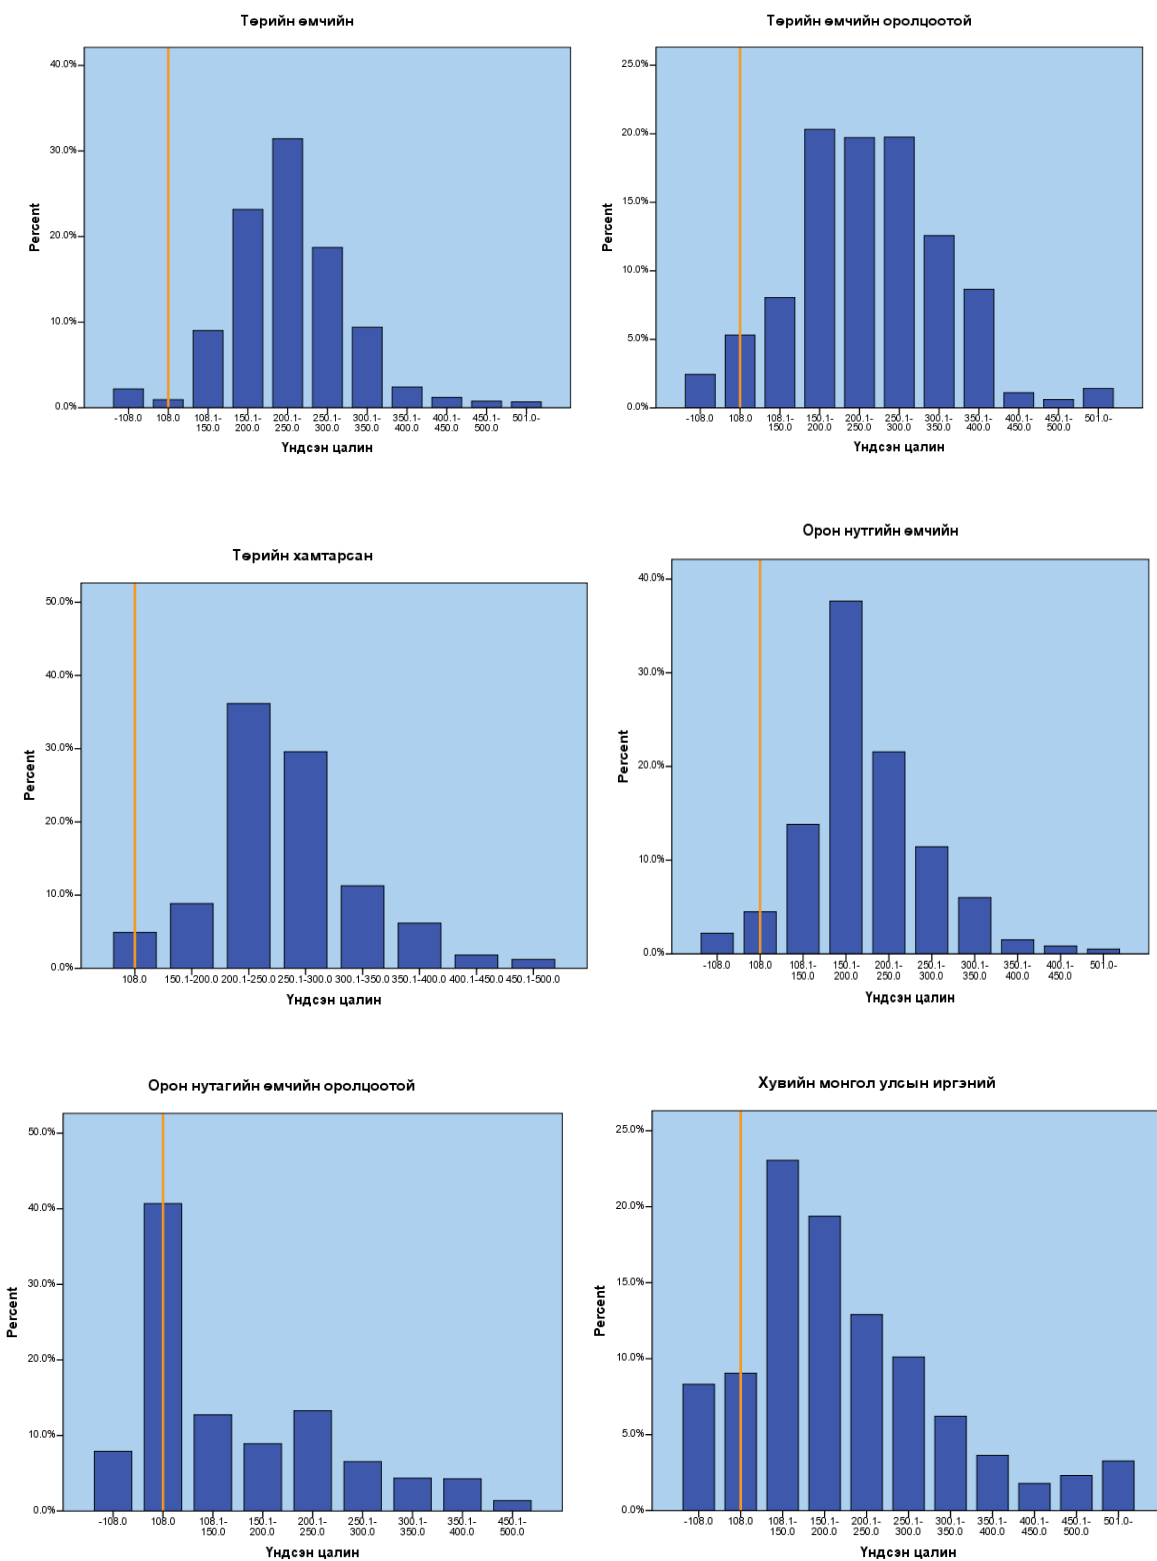 Төрийн өмчийн
40.0%
30.0%
20.0%
10.0%
0.0%
Percent
-108.0 108.0 108.1-150.0 150.1-200.0 200.1-250.0 250.1-300.0 300.1-350.0 350.1-400.0 400.1-450.0 450.1-500.0 501.0-
Үндсэн цалин
Төрийн өмчийн оролцоотой
25.0%
20.0%
15.0%
10.0%
5.0%
0.0%
Percent
-108.0 108.0 108.1-150.0 150.1-200.0 200.1-250.0 250.1-300.0 300.1-350.0 350.1-400.0 400.1-450.0 450.1-500.0 501.0-
Үндсэн цалин
Төрийн хамтарсан
50.0%
40.0%
30.0%
20.0%
10.0%
0.0%
Percent
108.0 150.1-200.0 200.1-250.0 250.1-300.0 300.1-350.0 350.1-400.0 400.1-450.0 450.1-500.0
Үндсэн цалин
Орон нутгийн өмчийн
40.0%
30.0%
20.0%
10.0%
0.0%
Percent
-108.0 108.0 108.1-150.0 150.1-200.0 200.1-250.0 250.1-300.0 300.1-350.0 350.1-400.0 400.1-450.0 501.0-
Үндсэн цалин
Орон нутагийн өмчийн оролцоотой
50.0%
40.0%
30.0%
20.0%
10.0%
0.0%
Percent
-108.0 108.0 108.1-150.0 150.1-200.0 200.1-250.0 250.1-300.0 300.1-350.0 350.1-400.0 450.1-500.0
Үндсэн цалин
Хувийн монгол улсын иргэний
25.0%
20.0%
15.0%
10.0%
5.0%
0.0%
Percent
-108.0 108.0 108.1-150.0 150.1-200.0 200.1-250.0 250.1-300.0 300.1-350.0 350.1-400.0 400.1-450.0 450.1-500.0 501.0-
Үндсэн цалин